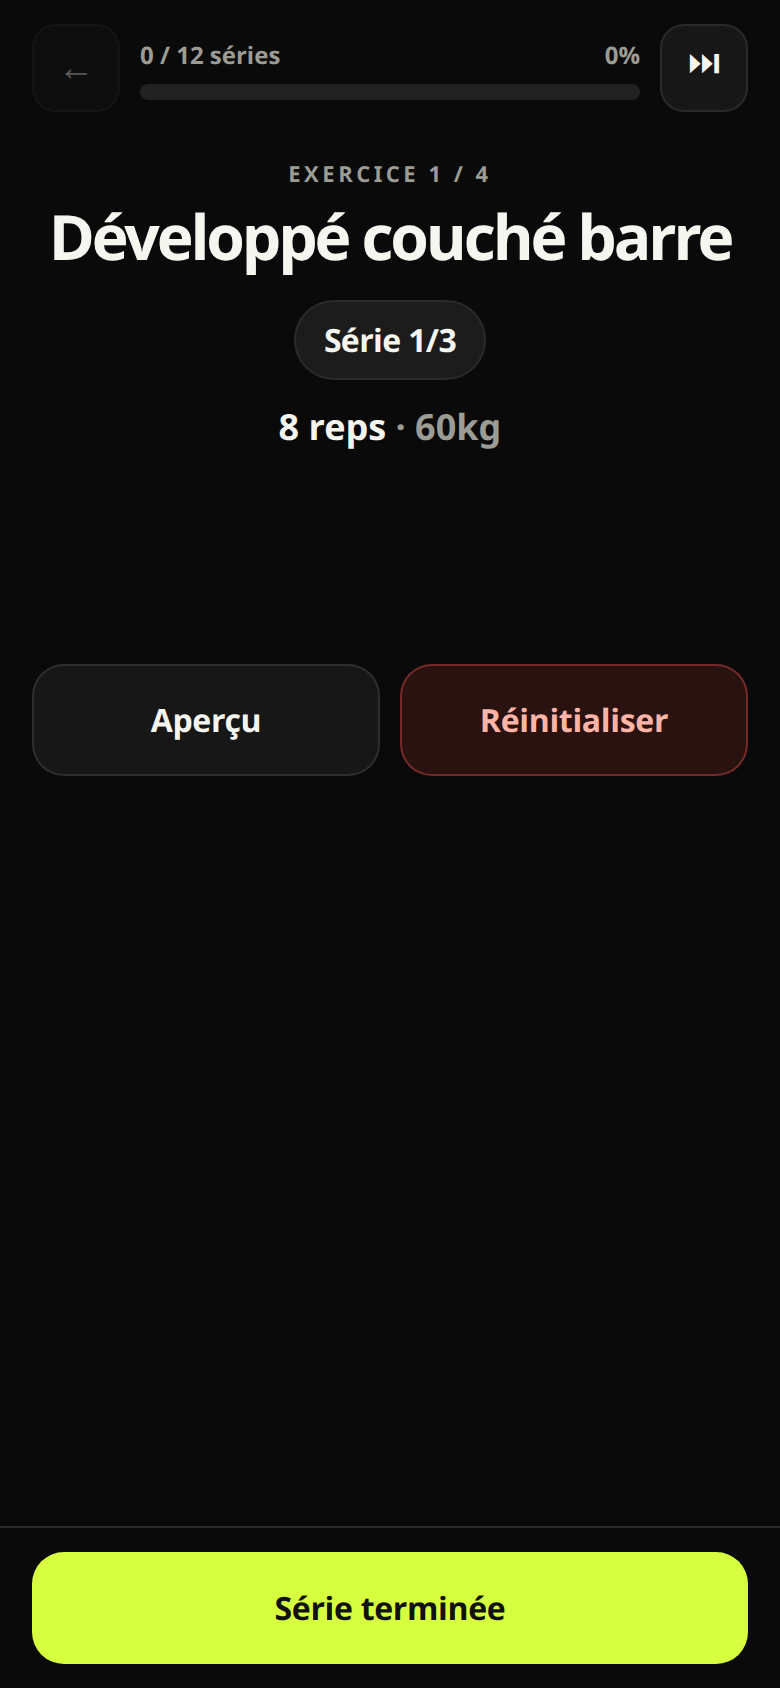 ←
0 / 12 séries
0%
⏭
EXERCICE 1 / 4
Développé couché barre
Série 1/3
8 reps · 60kg
Aperçu
Réinitialiser
Série terminée